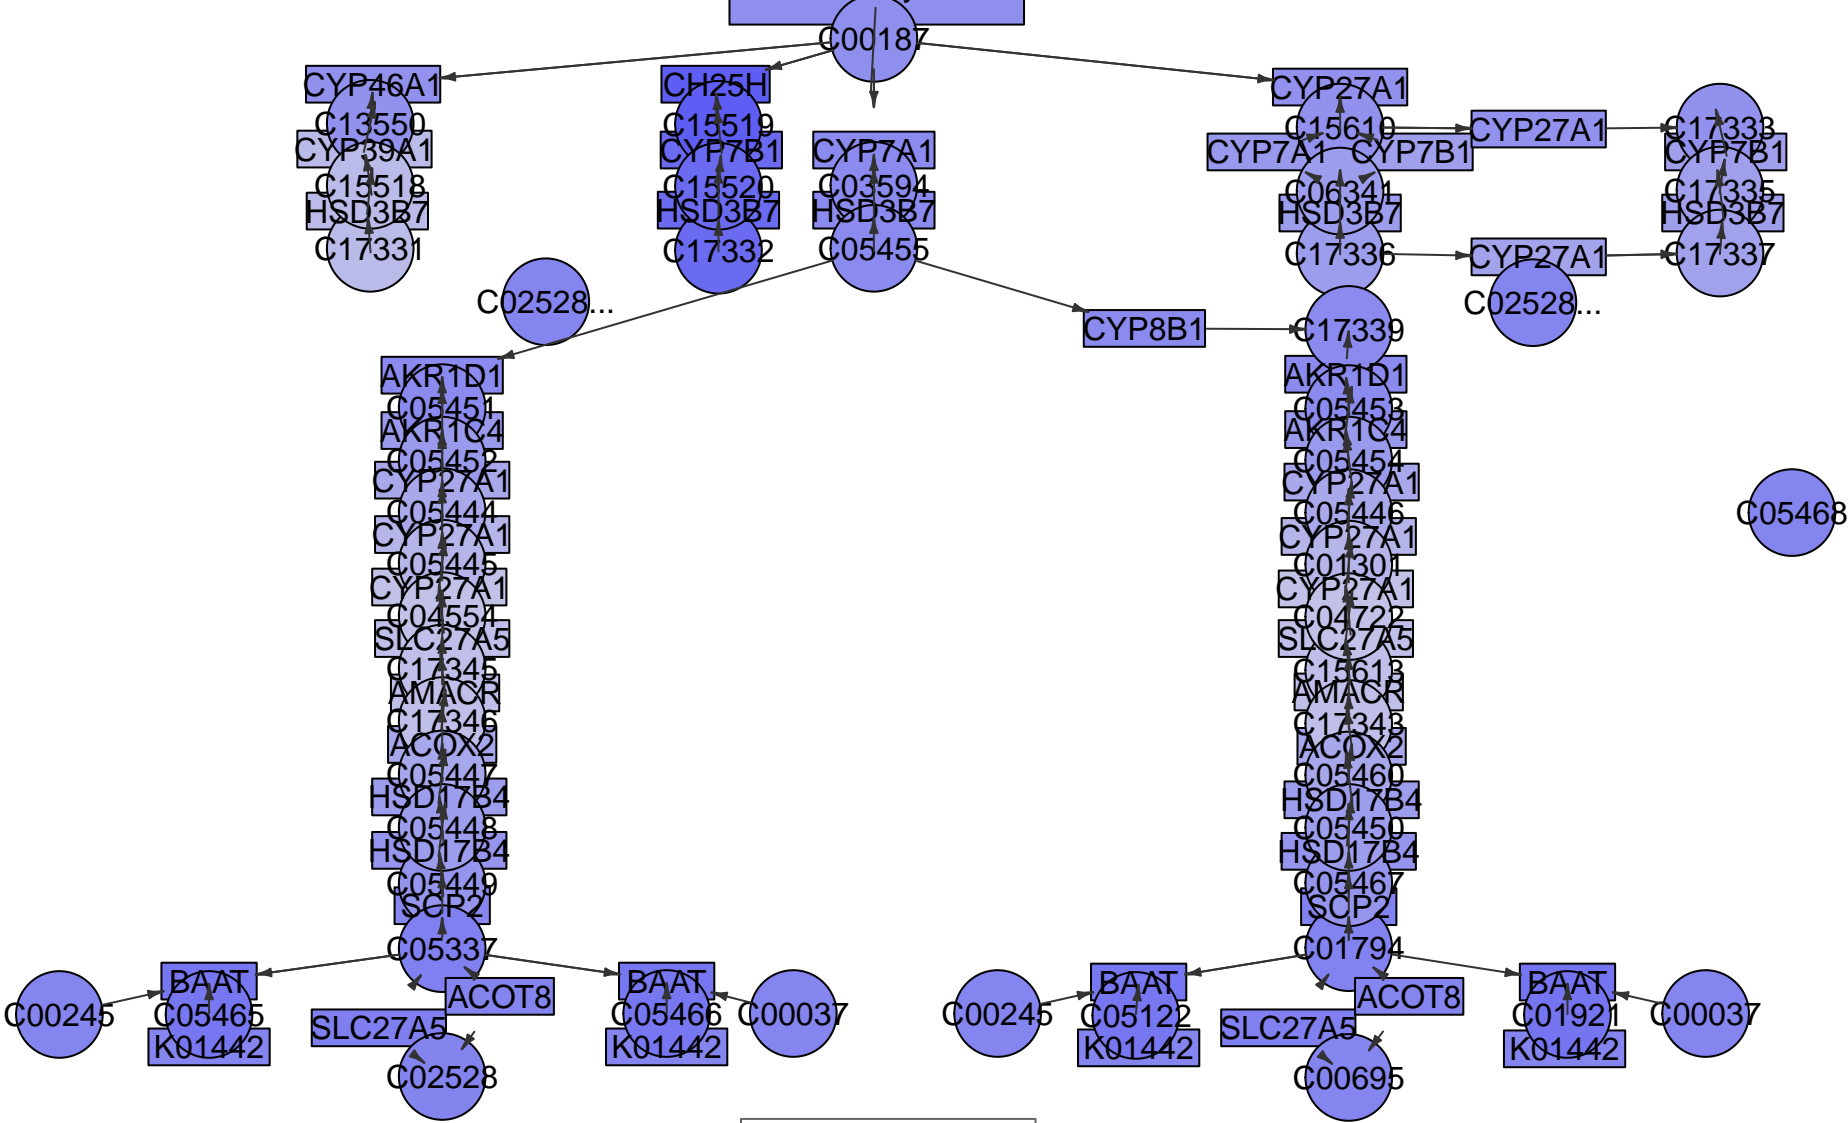 C00187
CYP46A1
CH25H
CYP27A1
C13550
C15519
C15610
CYP27A1
C17333
CYP39A1
CYP7B1
CYP7A1
CYP7A1
CYP7B1
CYP7B1
C15518
C15520
C03594
C06341
C17335
HSD3B7
HSD3B7
HSD3B7
HSD3B7
HSD3B7
C17331
C17332
C05455
C17336
CYP27A1
C17337
C02528...
C02528...
CYP8B1
C17339
AKR1D1
AKR1D1
C05451
C05453
AKR1C4
AKR1C4
C05452
C05454
CYP27A1
CYP27A1
C05444
C05446
C05468
CYP27A1
CYP27A1
C05445
C01301
CYP27A1
CYP27A1
C04554
C04722
SLC27A5
SLC27A5
C17345
C15613
AMACR
AMACR
C17346
C17343
ACOX2
ACOX2
C05447
C05460
HSD17B4
HSD17B4
C05448
C05450
HSD17B4
HSD17B4
C05449
C05467
SCP2
SCP2
C05337
C01794
BAAT
BAAT
BAAT
BAAT
ACOT8
ACOT8
C00245
C05465
C05466
C00037
C00245
C05122
C01921
C00037
SLC27A5
SLC27A5
K01442
K01442
K01442
K01442
C02528
C00695